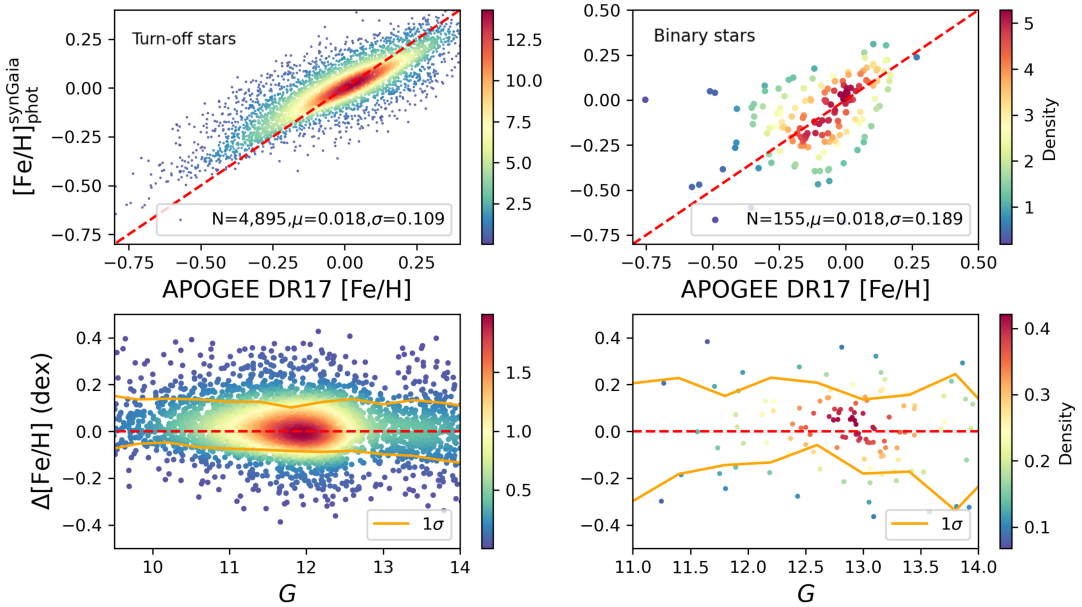 Turn-off stars
[Fe/H]^{synGaia}_{phot}
0.25
0.00
−0.25
−0.50
−0.75
N=4,895,μ=0.018,σ=0.109
−0.75 −0.50 −0.25 0.00 0.25
APOGEE DR17 [Fe/H]
12.5
10.0
7.5
5.0
2.5
Binary stars
0.50
0.25
0.00
−0.25
−0.50
−0.75
N=155,μ=0.018,σ=0.189
−0.75 −0.50 −0.25 0.00 0.25 0.50
APOGEE DR17 [Fe/H]
5
4
3
2
1
Density
Δ[Fe/H] (dex)
0.4
0.2
0.0
−0.2
−0.4
1σ
10 11 12 13 14
G
1.5
1.0
0.5
0.4
0.2
0.0
−0.2
−0.4
1σ
11.0 11.5 12.0 12.5 13.0 13.5 14.0
G
0.4
0.3
0.2
0.1
Density